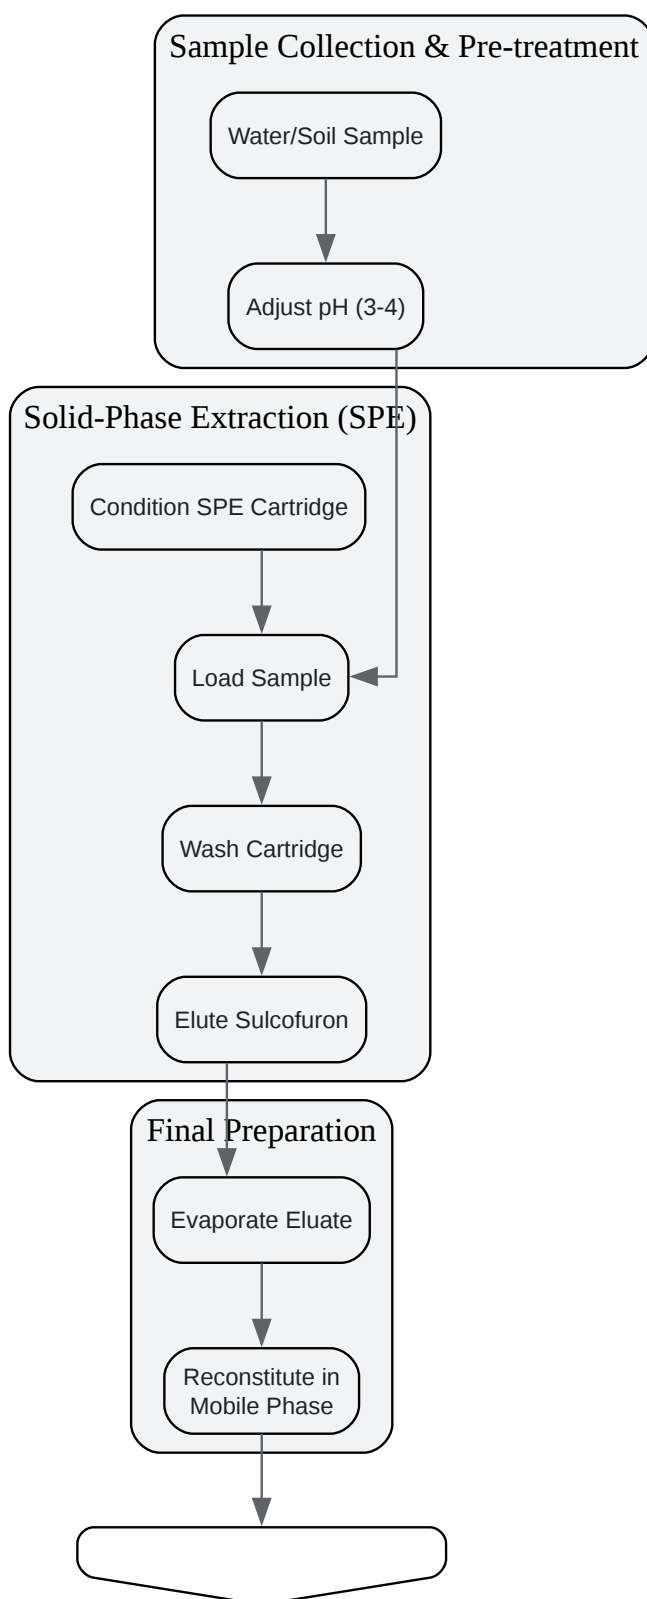 Sample Collection & Pre-treatment
Water/Soil Sample
Adjust pH (3-4)
Solid-Phase Extraction (SPE)
Condition SPE Cartridge
Load Sample
Wash Cartridge
Elute Sulcofuron
Final Preparation
Evaporate Eluate
Reconstitute in
Mobile Phase